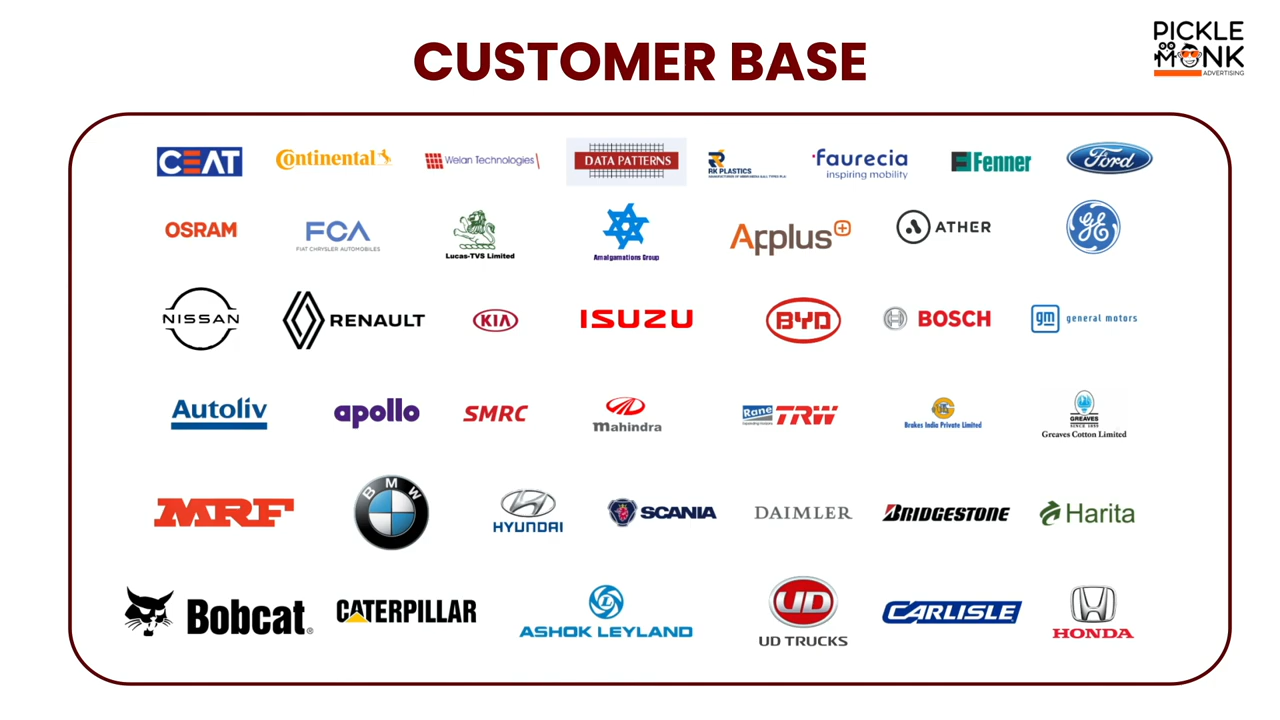 CUSTOMER BASE
PICKLE
MONK
ADVERTISING
CEAT
Continental
Welan Technologies
DATA PATTERNS
RK PLASTICS
faurecia
inspiring mobility
Fenner
Ford
OSRAM
FCA
FIAT CHRYSLER AUTOMOBILES
Lucas-TVS Limited
Amalgamations Group
Applus+
ATHER
GE
NISSAN
RENAULT
KIA
ISUZU
BYD
BOSCH
gm
general motors
Autoliv
apollo
SMRC
Mahindra
Rane
TRW
Brakes India Private Limited
GREAVES
SINCE 1859
Greaves Cotton Limited
MRF
BMW
HYUNDAI
SCANIA
DAIMLER
BRIDGESTONE
Harita
Bobcat®
CATERPILLAR
ASHOK LEYLAND
UD
UD TRUCKS
CARLISLE
HONDA